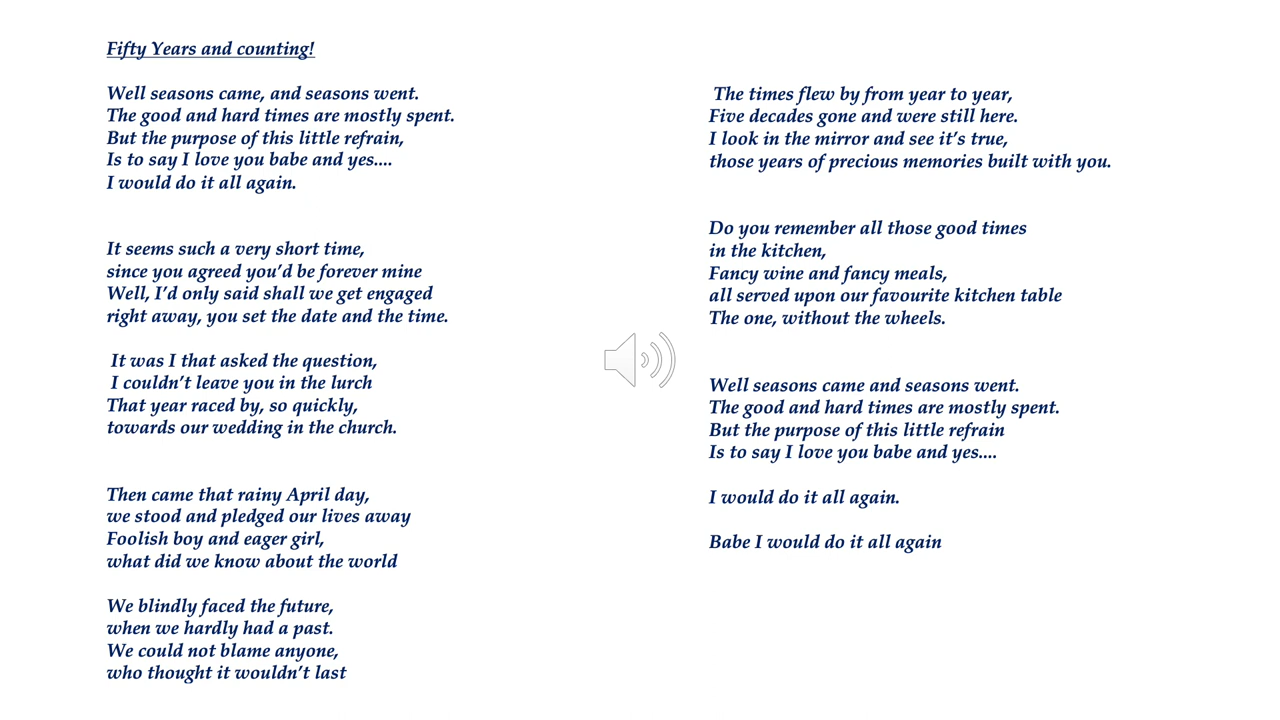 Fifty Years and counting!
Well seasons came, and seasons went.
The good and hard times are mostly spent.
But the purpose of this little refrain,
Is to say I love you babe and yes....
I would do it all again.
It seems such a very short time,
since you agreed you'd be forever mine
Well, I'd only said shall we get engaged
right away, you set the date and the time.
It was I that asked the question,
I couldn't leave you in the lurch
That year raced by, so quickly,
towards our wedding in the church.
Then came that rainy April day,
we stood and pledged our lives away
Foolish boy and eager girl,
what did we know about the world
We blindly faced the future,
when we hardly had a past.
We could not blame anyone,
who thought it wouldn't last
The times flew by from year to year,
Five decades gone and were still here.
I look in the mirror and see it's true,
those years of precious memories built with you.
Do you remember all those good times
in the kitchen,
Fancy wine and fancy meals,
all served upon our favourite kitchen table
The one, without the wheels.
Well seasons came and seasons went.
The good and hard times are mostly spent.
But the purpose of this little refrain
Is to say I love you babe and yes....
I would do it all again.
Babe I would do it all again